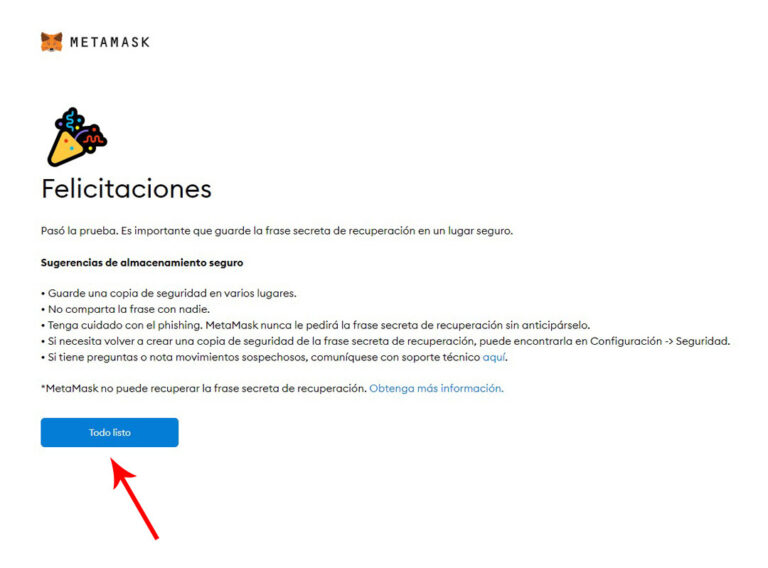 METAMASK
Felicitaciones
Pasó la prueba. Es importante que guarde la frase secreta de recuperación en un lugar seguro.
Sugerencias de almacenamiento seguro
• Guarde una copia de seguridad en varios lugares.
• No comparta la frase con nadie.
• Tenga cuidado con el phishing. MetaMask nunca le pedirá la frase secreta de recuperación sin anticipárselo.
• Si necesita volver a crear una copia de seguridad de la frase secreta de recuperación, puede encontrarla en Configuración -> Seguridad.
• Si tiene preguntas o nota movimientos sospechosos, comuníquese con soporte técnico aquí.
*MetaMask no puede recuperar la frase secreta de recuperación. Obtenga más información.
Todo listo